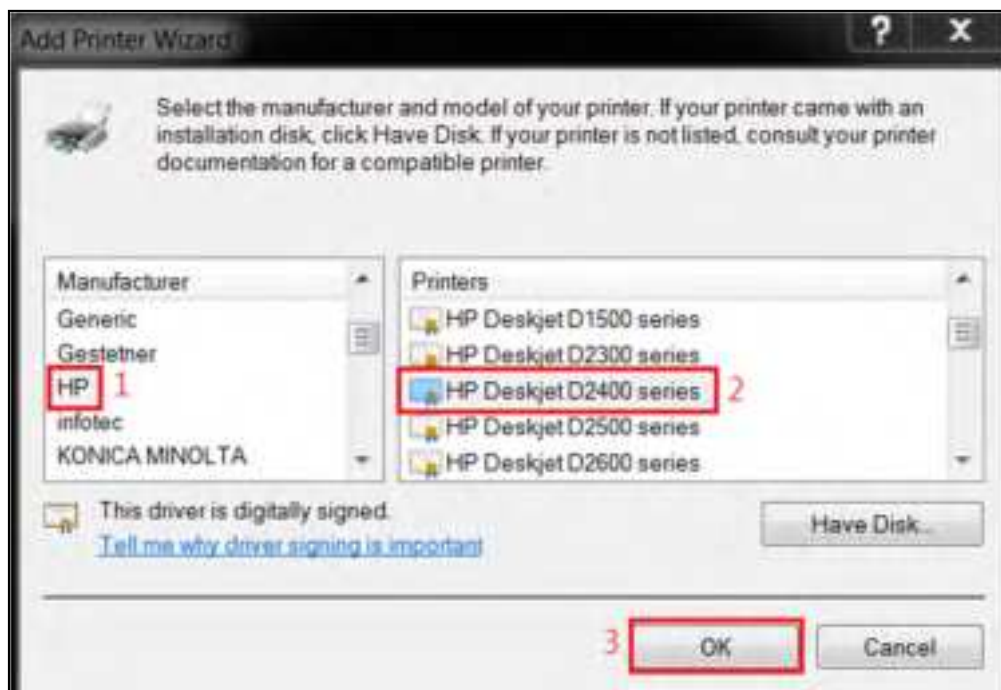 Add Printer Wizard
? X
Select the manufacturer and model of your printer. If your printer came with an
installation disk, click Have Disk. If your printer is not listed, consult your printer
documentation for a compatible printer.
Manufacturer
Generic
Gestetner
HP 1
infotec
KONICA MINOLTA
Printers
HP Deskjet D1500 series
HP Deskjet D2300 series
HP Deskjet D2400 series 2
HP Deskjet D2500 series
HP Deskjet D2600 series
This driver is digitally signed.
Tell me why driver signing is important
Have Disk...
3 OK
Cancel